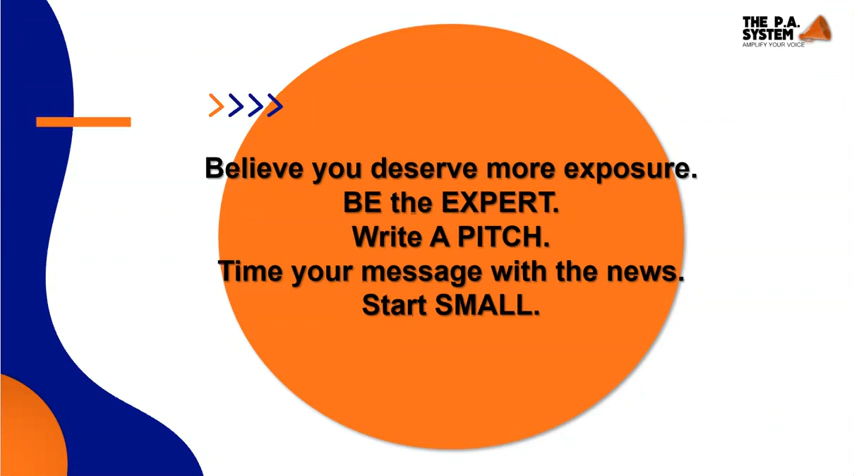 THE P.A.
SYSTEM
AMPLIFY YOUR VOICE
Believe you deserve more exposure.
BE the EXPERT.
Write A PITCH.
Time your message with the news.
Start SMALL.